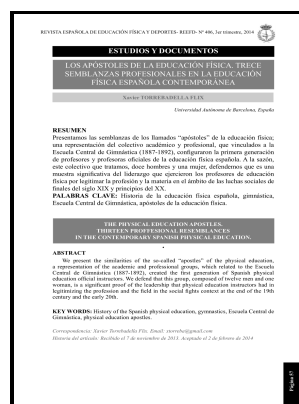 REVISTA ESPAÑOLA DE EDUCACIÓN FÍSICA Y DEPORTES- REEFD- Nº 406, 3er trimestre, 2014
ESTUDIOS Y DOCUMENTOS
LOS APÓSTOLES DE LA EDUCACIÓN FÍSICA. TRECE
SEMBLANZAS PROFESIONALES EN LA EDUCACIÓN
FÍSICA ESPAÑOLA CONTEMPORÁNEA
Xavier TORREBADELLA FLIX
Universidad Autónoma de Barcelona, España
RESUMEN
Presentamos las semblanzas de los llamados "apóstoles" de la educación física;
una representación del colectivo académico y profesional, que vinculados a la
Escuela Central de Gimnástica (1887-1892), configuraron la primera generación
de profesores y profesoras oficiales de la educación física española. A la sazón,
este colectivo que tratamos, doce hombres y una mujer, defendemos que es una
muestra significativa del liderazgo que ejercieron los profesores de educación
física por legitimar la profesión y la materia en el ámbito de las luchas sociales de
finales del siglo XIX y principios del XX.
PALABRAS CLAVE: Historia de la educación física española, gimnástica,
Escuela Central de Gimnástica, apóstoles de la educación física.
THE PHYSICAL EDUCATION APOSTLES,
THIRTEEN PROFFESIONAL RESEMBLANCES
IN THE CONTEMPORARY SPANISH PHYSICAL EDUCATION.
ABSTRACT
We present the similarities of the so-called "apostles" of the physical education,
a representation of the academic and professional groups, which related to the Escuela
Central de Gimnástica (1887-1892), created the first generation of Spanish physical
education official instructors. We defend that this group, composed of twelve men and one
woman, is a significant proof of the leadership that physical education instructors had in
legitimizing the profession and the field in the social fights context at the end of the 19th
century and the early 20th.
KEY WORDS: History of the Spanish physical education, gymnastics, Escuela Central de
Gimnástica, physical education apostles.
Correspondencia: Xavier Torrebadella Flix. Email: xtorreba@gmail.com
Historia del artículo: Recibido el 7 de noviembre de 2013. Aceptado el 2 de febrero de 2014
Página 57